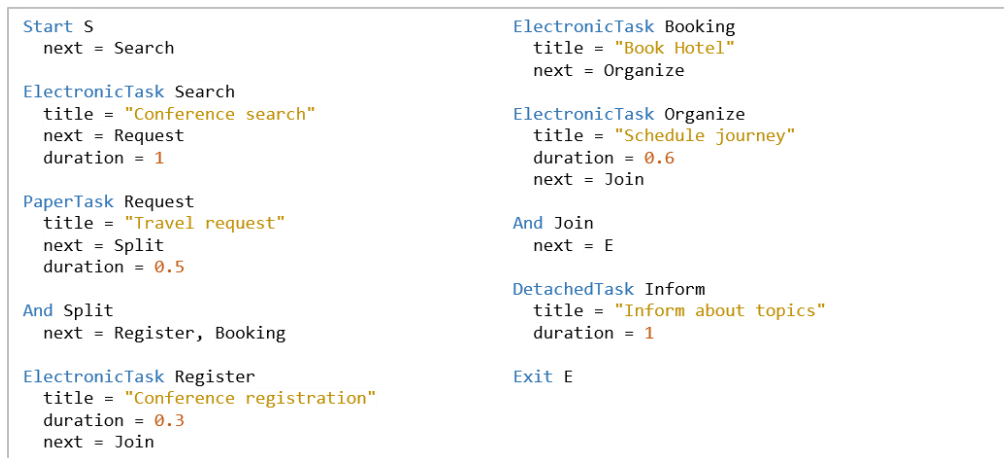 Start S
next = Search
ElectronicTask Search
title = "Conference search"
next = Request
duration = 1
PaperTask Request
title = "Travel request"
next = Split
duration = 0.5
And Split
next = Register, Booking
ElectronicTask Register
title = "Conference registration"
duration = 0.3
next = Join
ElectronicTask Booking
title = "Book Hotel"
next = Organize
ElectronicTask Organize
title = "Schedule journey"
duration = 0.6
next = Join
And Join
next = E
DetachedTask Inform
title = "Inform about topics"
duration = 1
Exit E